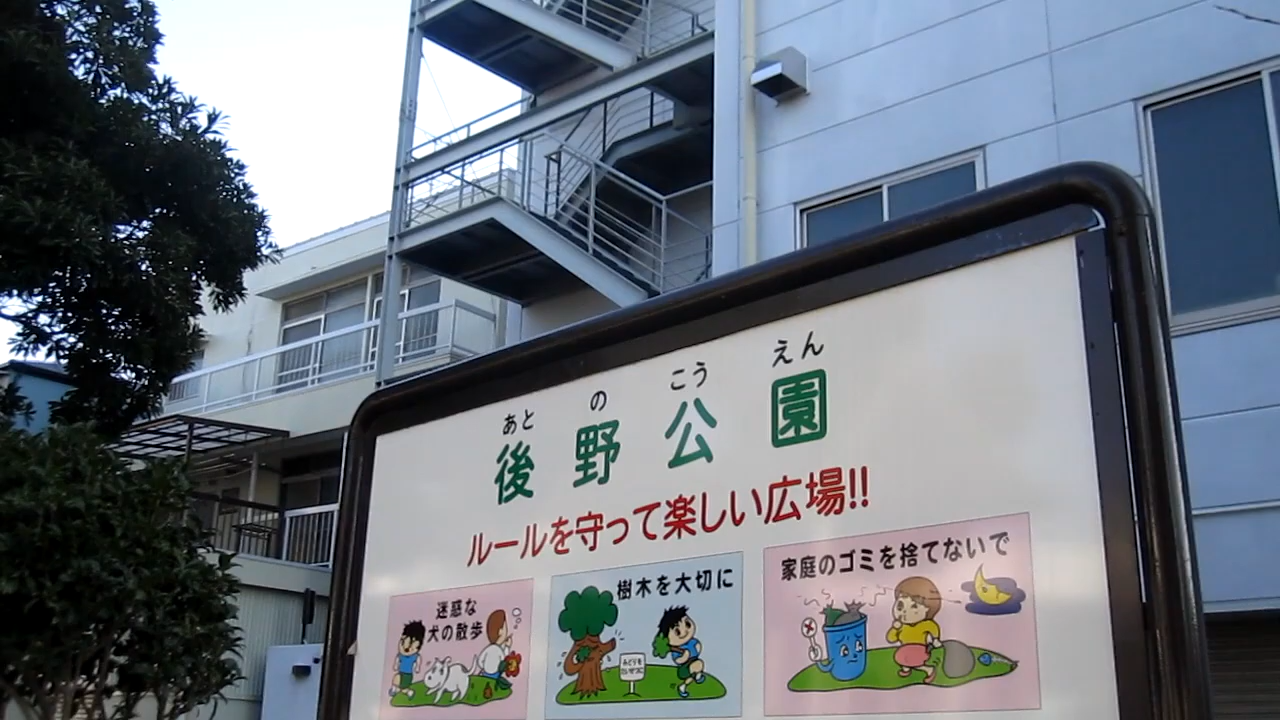 あと の こう えん
後野公園
ルールを守って楽しい広場!!
迷惑な
犬の散歩
樹木を大切に
家庭のゴミを捨てないで